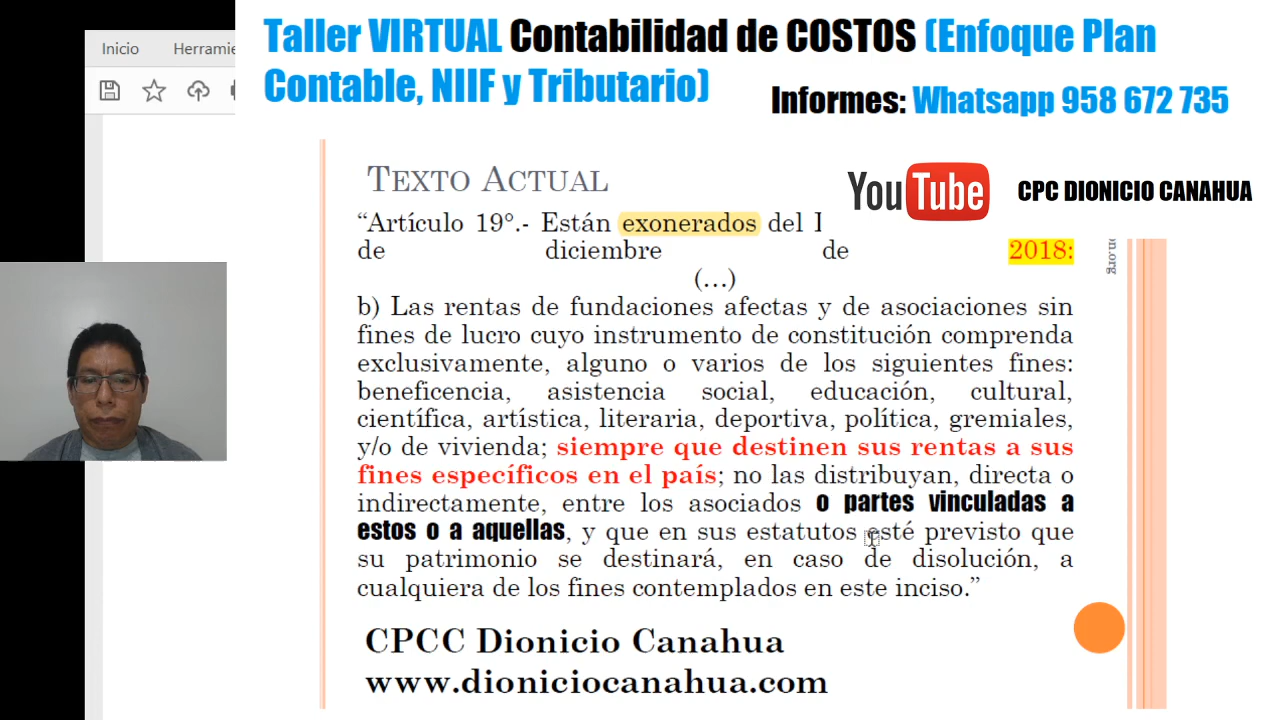 Taller VIRTUAL Contabilidad de COSTOS (Enfoque Plan
Contable, NIIF y Tributario)
Informes: Whatsapp 958 672 735
Inicio
YouTube
CPC DIONICIO CANAHUA
TEXTO ACTUAL
“Artículo 19°.- Están exonerados del
de diciembre de 2018:
(...)
b) Las rentas de fundaciones afectas y de asociaciones sin
fines de lucro cuyo instrumento de constitución comprenda
exclusivamente, alguno o varios de los siguientes fines:
beneficencia, asistencia social, educación, cultural,
científica, artística, literaria, deportiva, política, gremiales,
y/o de vivienda; siempre que destinen sus rentas a sus
fines específicos en el país; no las distribuyan, directa o
indirectamente, entre los asociados o partes vinculadas a
estos o a aquellas, y que en sus estatutos esté previsto que
su patrimonio se destinará, en caso de disolución, a
cualquiera de los fines contemplados en este inciso.”
CPCC Dionicio Canahua
www.dioniciocanahua.com